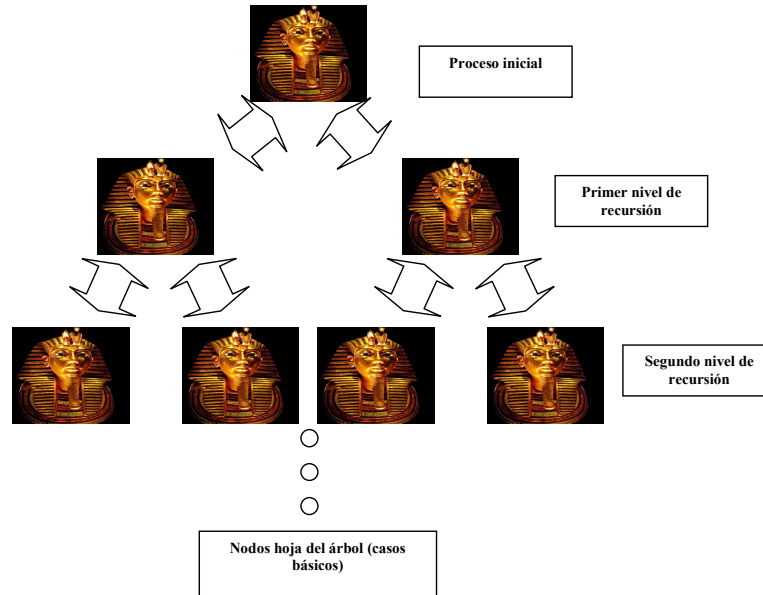 Proceso inicial
Primer nivel de
recursión
Segundo nivel de
recursión
Nodos hoja del árbol (casos
básicos)